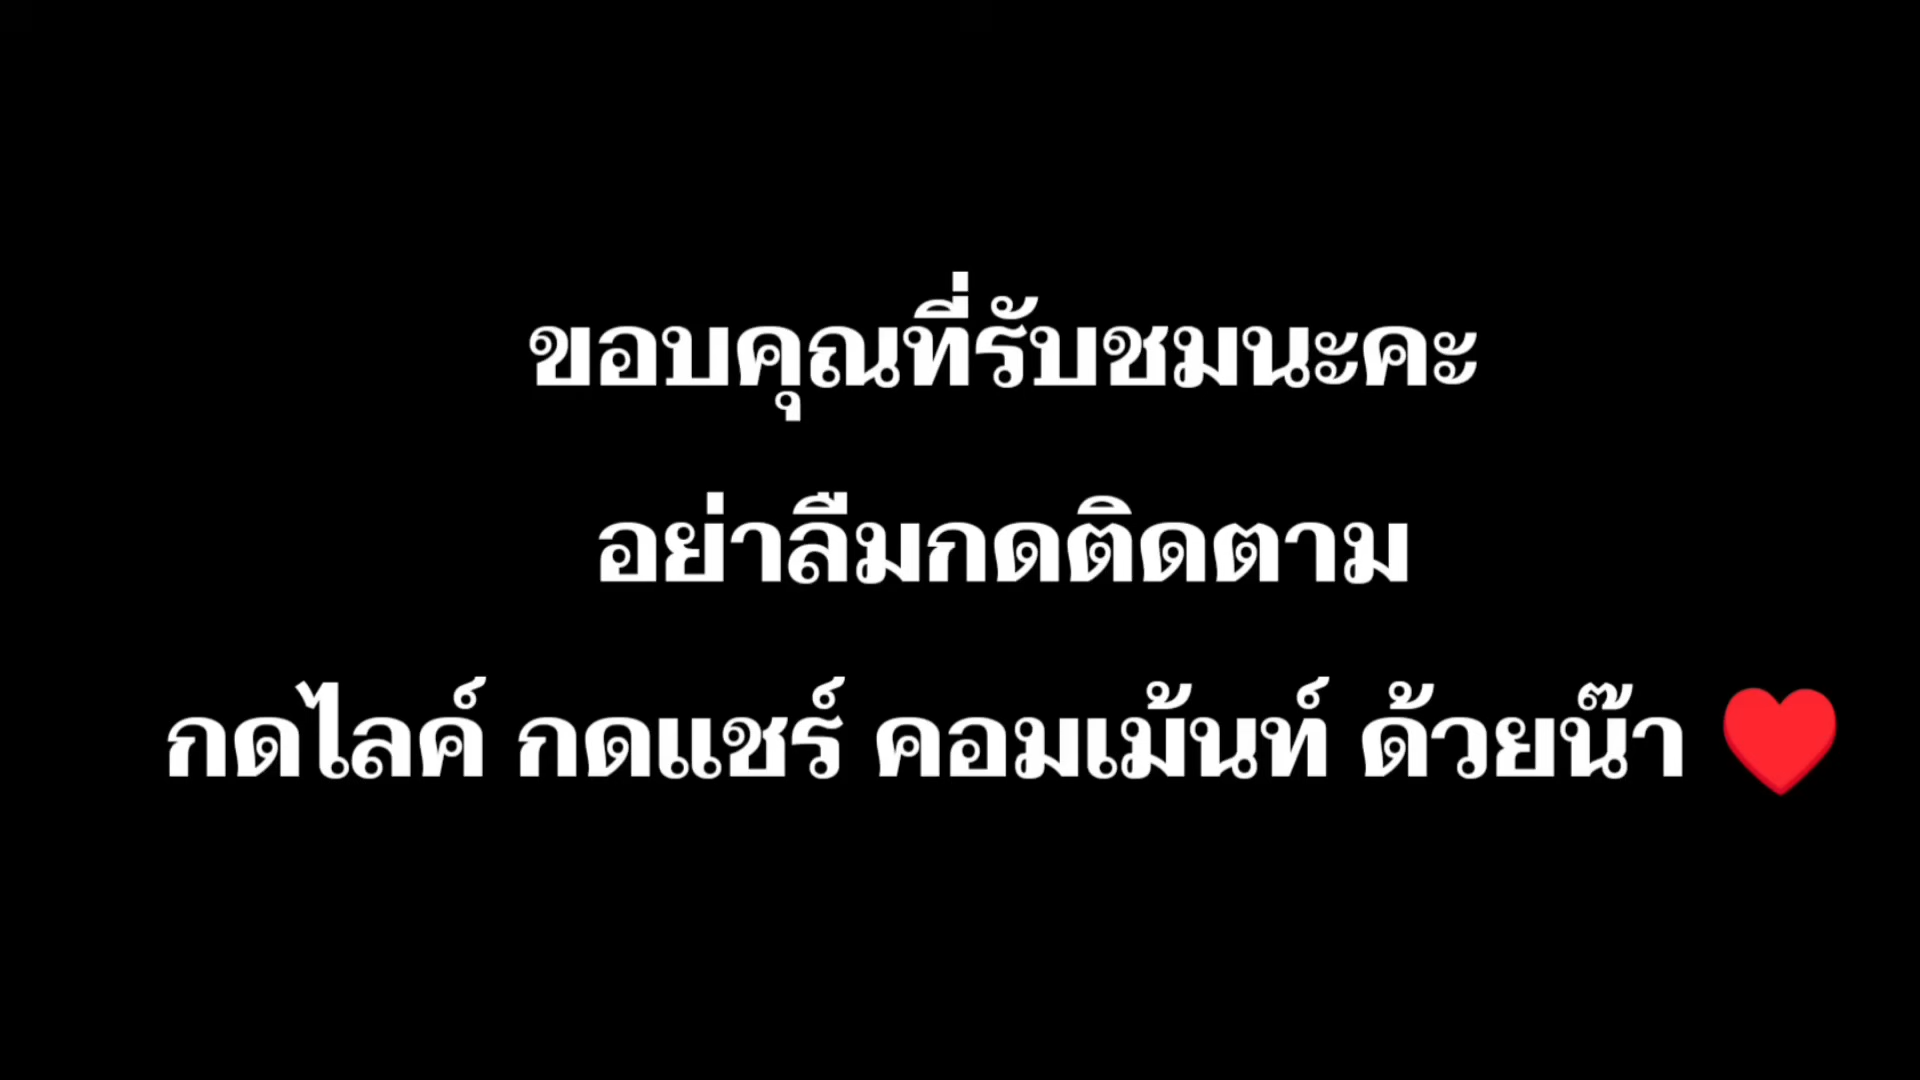 ขอบคุณที่รับชมนะคะ
อย่าลืมกดติดตาม
กดไลค์ กดแชร์ คอมเม้นท์ ด้วยน๊า ♥️